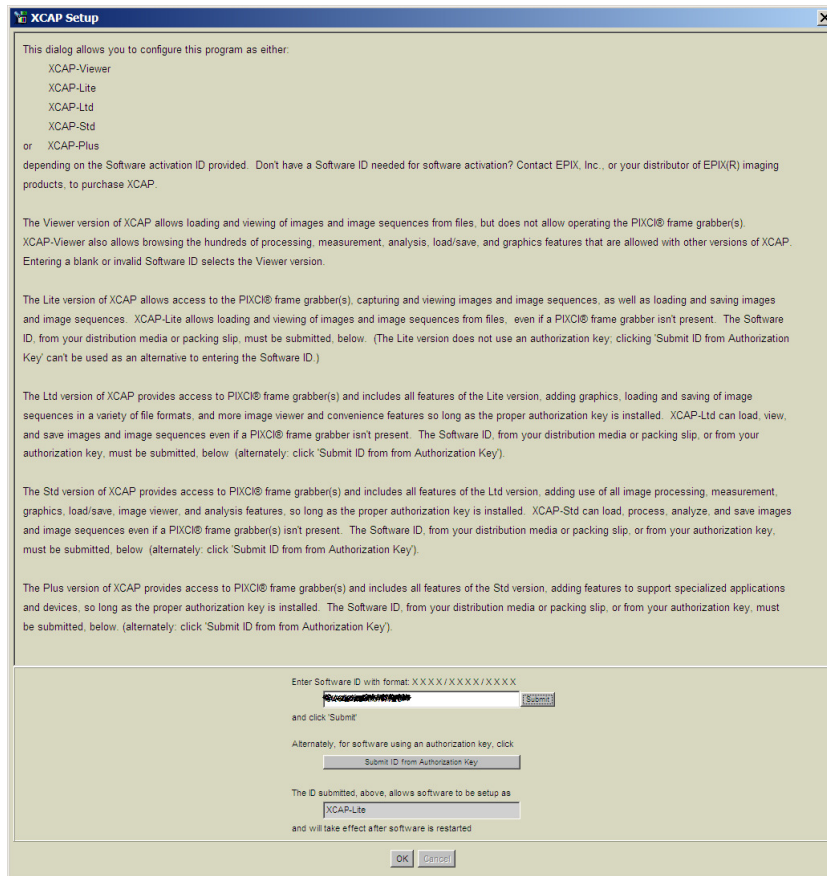 XCAP Setup
This dialog allows you to configure this program as either:
XCAP-Viewer
XCAP-Lite
XCAP-Ltd
XCAP-Std
or XCAP-Plus
depending on the Software activation ID provided. Don't have a Software ID needed for software activation? Contact EPIX, Inc., or your distributor of EPIX(R) imaging
products, to purchase XCAP.
The Viewer version of XCAP allows loading and viewing of images and image sequences from files, but does not allow operating the PIXCI® frame grabber(s).
XCAP-Viewer also allows browsing the hundreds of processing, measurement, analysis, load/save, and graphics features that are allowed with other versions of XCAP.
Entering a blank or invalid Software ID selects the Viewer version.
The Lite version of XCAP allows access to the PIXCI® frame grabber(s), capturing and viewing images and image sequences, as well as loading and saving images
and image sequences. XCAP-Lite allows loading and viewing of images and image sequences from files, even if a PIXCI® frame grabber isn't present. The Software
ID, from your distribution media or packing slip, must be submitted, below. (The Lite version does not use an authorization key; clicking 'Submit ID from Authorization
Key' can't be used as an alternative to entering the Software ID.)
The Ltd version of XCAP provides access to PIXCI® frame grabber(s) and includes all features of the Lite version, adding graphics, loading and saving of image
sequences in a variety of file formats, and more image viewer and convenience features so long as the proper authorization key is installed. XCAP-Ltd can load, view,
and save images and image sequences even if a PIXCI® frame grabber isn't present. The Software ID, from your distribution media or packing slip, or from your
authorization key, must be submitted, below (alternately: click 'Submit ID from from Authorization Key').
The Std version of XCAP provides access to PIXCI® frame grabber(s) and includes all features of the Ltd version, adding use of all image processing, measurement,
graphics, load/save, image viewer, and analysis features, so long as the proper authorization key is installed. XCAP-Std can load, process, analyze, and save images
and image sequences even if a PIXCI® frame grabber(s) isn't present. The Software ID, from your distribution media or packing slip, or from your authorization key,
must be submitted, below (alternately: click 'Submit ID from from Authorization Key').
The Plus version of XCAP provides access to PIXCI® frame grabber(s) and includes all features of the Std version, adding features to support specialized applications
and devices, so long as the proper authorization key is installed. The Software ID, from your distribution media or packing slip, or from your authorization key, must
be submitted, below. (alternately: click 'Submit ID from from Authorization Key').
Enter Software ID with format: X X X X / X X X X / X X X X
Submit
and click 'Submit'
Alternately, for software using an authorization key, click
Submit ID from Authorization Key
The ID submitted, above, allows software to be setup as
XCAP-Lite
and will take effect after software is restarted
OK Cancel